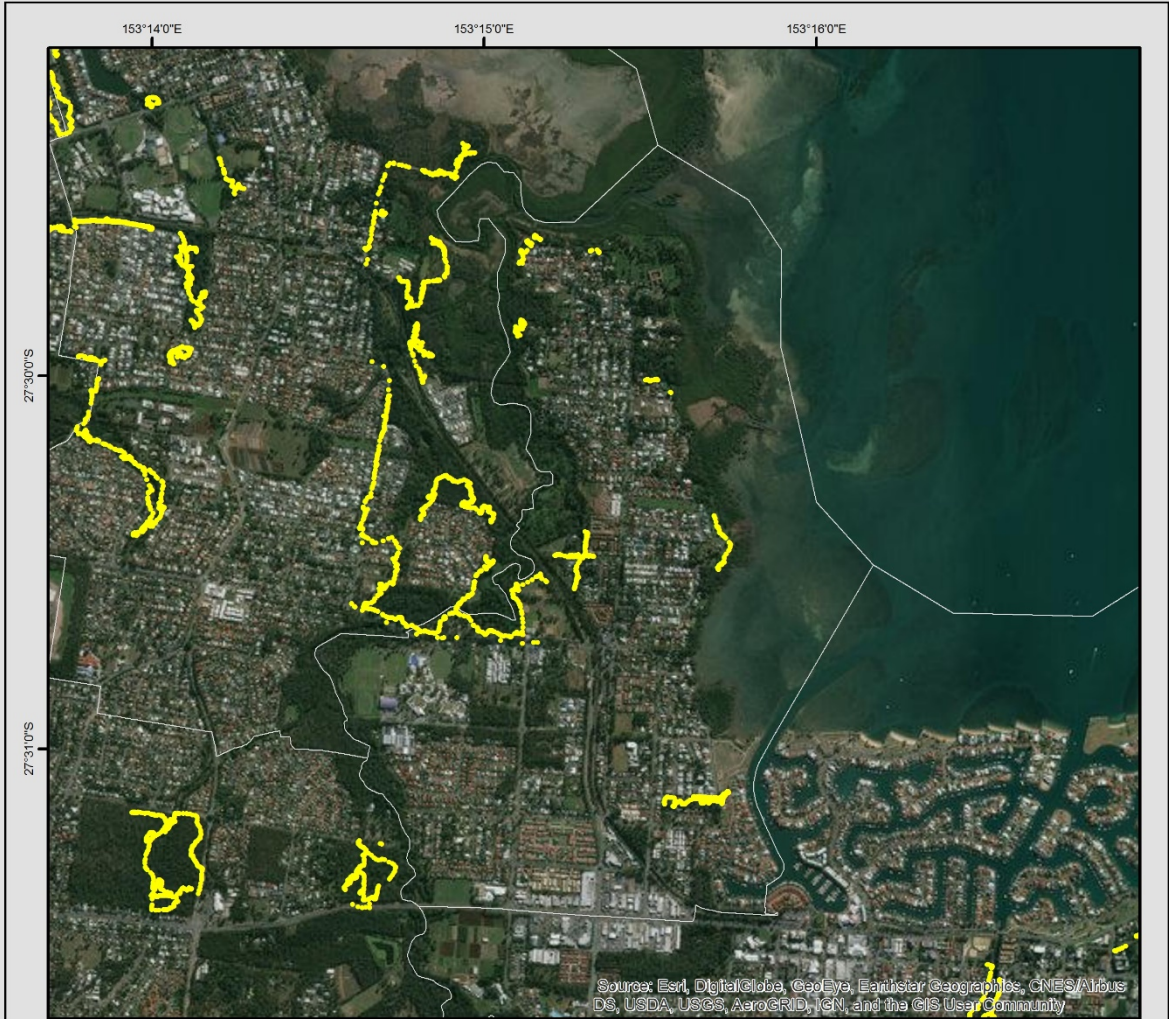 153°14'0"E
153°15'0"E
153°16'0"E
27°30'0"S
27°31'0"S
Source: Esri, DigitalGlobe, GeoEye, Earthstar Geographics, CNES/Airbus
DS, USDA, USGS, AeroGRID, IGN, and the GIS User Community